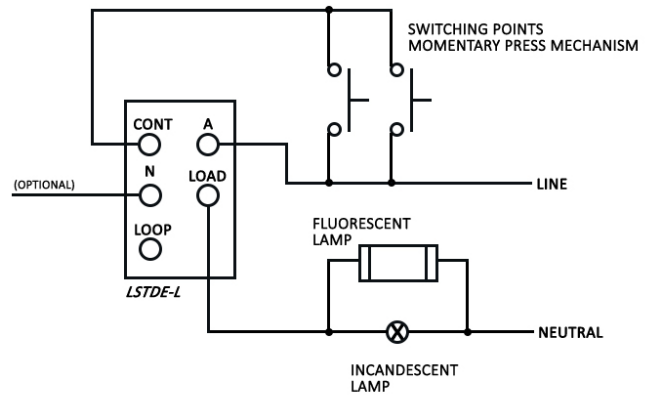 SWITCHING POINTS
MOMENTARY PRESS MECHANISM
CONT
A
N
LOAD
(OPTIONAL)
LINE
LOOP
FLUORESCENT
LAMP
LSTDE-L
NEUTRAL
INCANDESCENT
LAMP